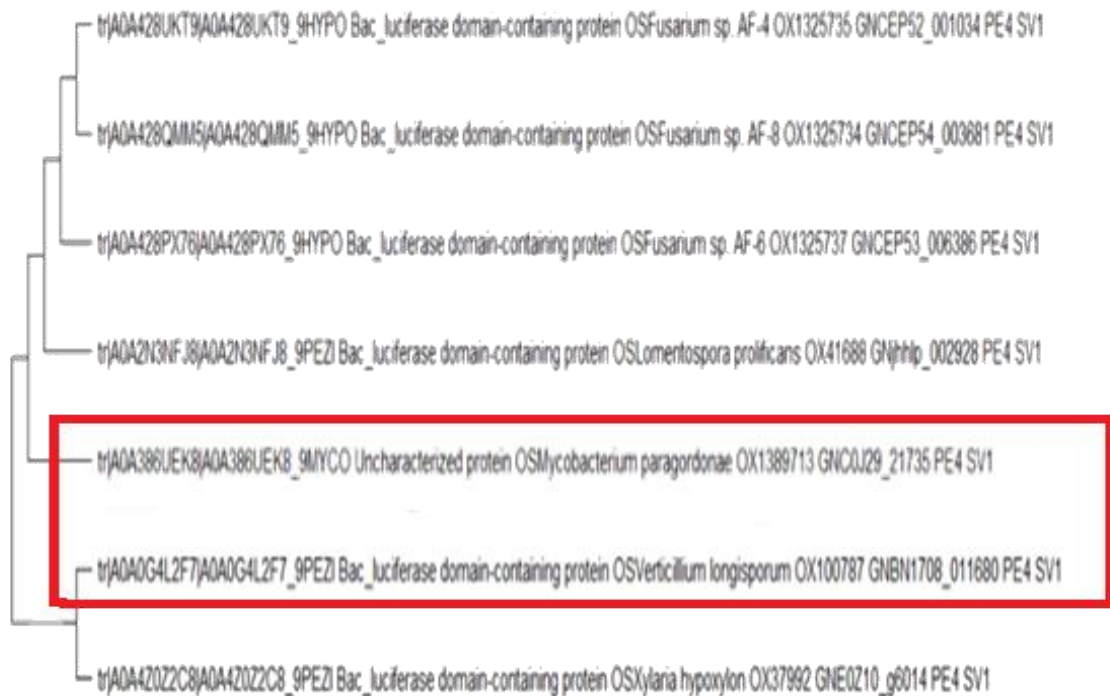 tr|A0A428UKT9|A0A428UKT9_9HYPO Bac_luciferase domain-containing protein OSFusarium sp. AF-4 OX1325735 GNCEP52_001034 PE4 SV1
tr|A0A428QMM5|A0A428QMM5_9HYPO Bac_luciferase domain-containing protein OSFusarium sp. AF-8 OX1325734 GNCEP54_003681 PE4 SV1
tr|A0A428PX76|A0A428PX76_9HYPO Bac_luciferase domain-containing protein OSFusarium sp. AF-6 OX1325737 GNCEP53_006386 PE4 SV1
tr|A0A2N3NFJ8|A0A2N3NFJ8_9PEZI Bac_luciferase domain-containing protein OSLomentospora prolificans OX41688 GNjhhlp_002928 PE4 SV1
tr|A0A386UEK8|A0A386UEK8_9MYCO Uncharacterized protein OSMycobacterium paragordonae OX1389713 GNC0J29_21735 PE4 SV1
tr|A0A0G4L2F7|A0A0G4L2F7_9PEZI Bac_luciferase domain-containing protein OSVerticillium longisporum OX100787 GNBN1708_011680 PE4 SV1
tr|A0A4Z0Z2C8|A0A4Z0Z2C8_9PEZI Bac_luciferase domain-containing protein OSXylaria hypoxylon OX37992 GNE0Z10_g6014 PE4 SV1